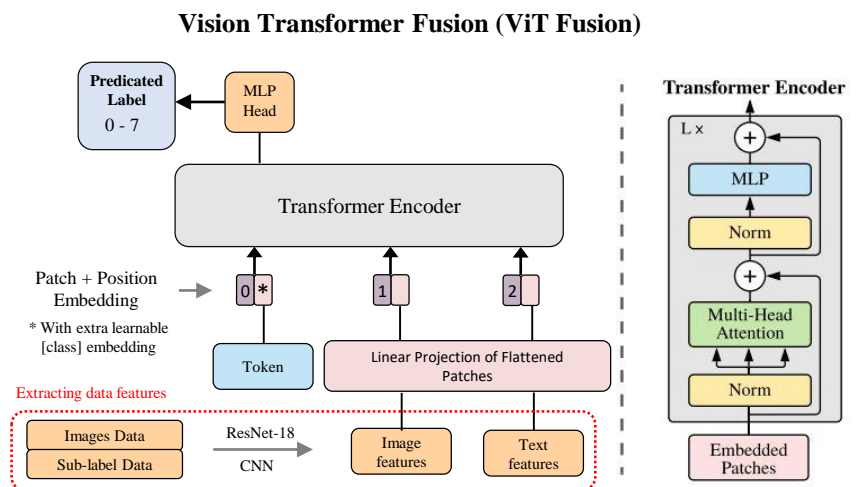 Vision Transformer Fusion (ViT Fusion)
Predicated
Label
0 - 7
MLP
Head
Transformer Encoder
Patch + Position
Embedding
0 *
1
2
* With extra learnable
[class] embedding
Token
Linear Projection of Flattened
Patches
Extracting data features
Images Data
Sub-label Data
ResNet-18
CNN
Image
features
Text
features
Transformer Encoder
L ×
+
MLP
Norm
+
Multi-Head
Attention
Norm
Embedded
Patches